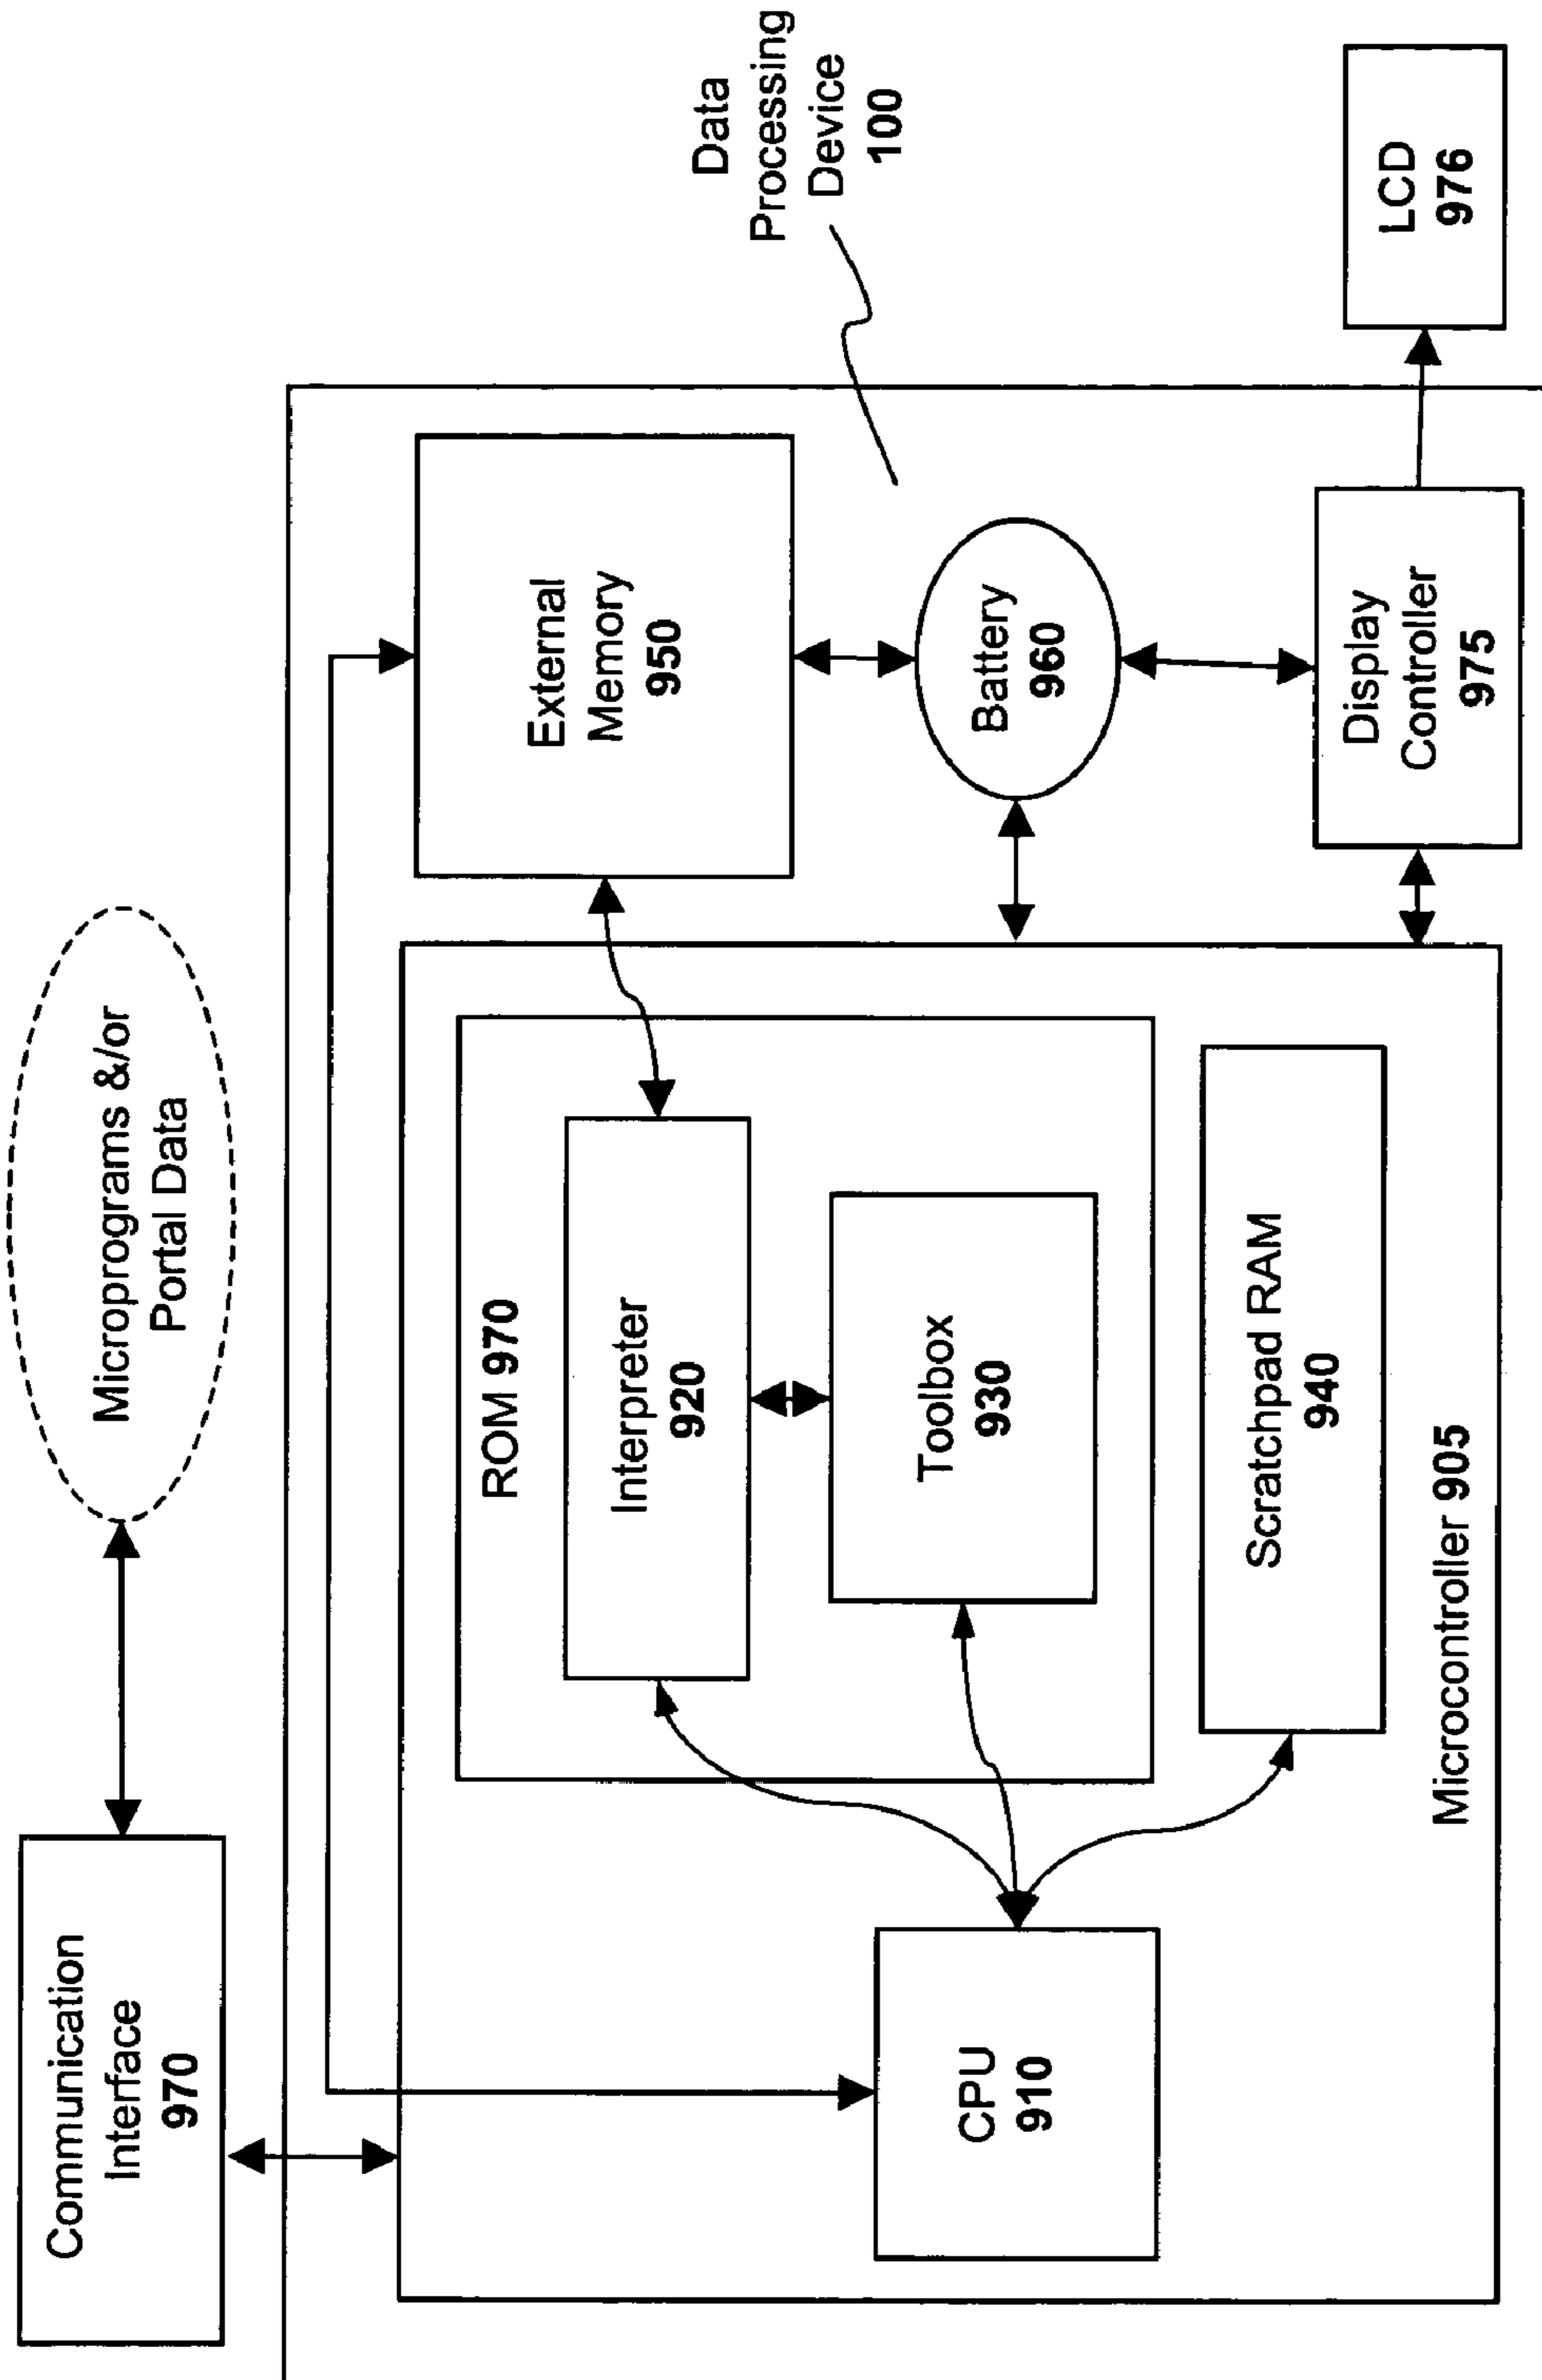 Communication
Interface
970
Microprograms &/or
Portal Data
External
Memory
950
Data
Processing
Device
100
ROM 970
Interpreter
920
Toolbox
930
CPU
910
Scratchpad RAM
940
Microcontroller 905
Battery
960
Display
Controller
975
LCD
976